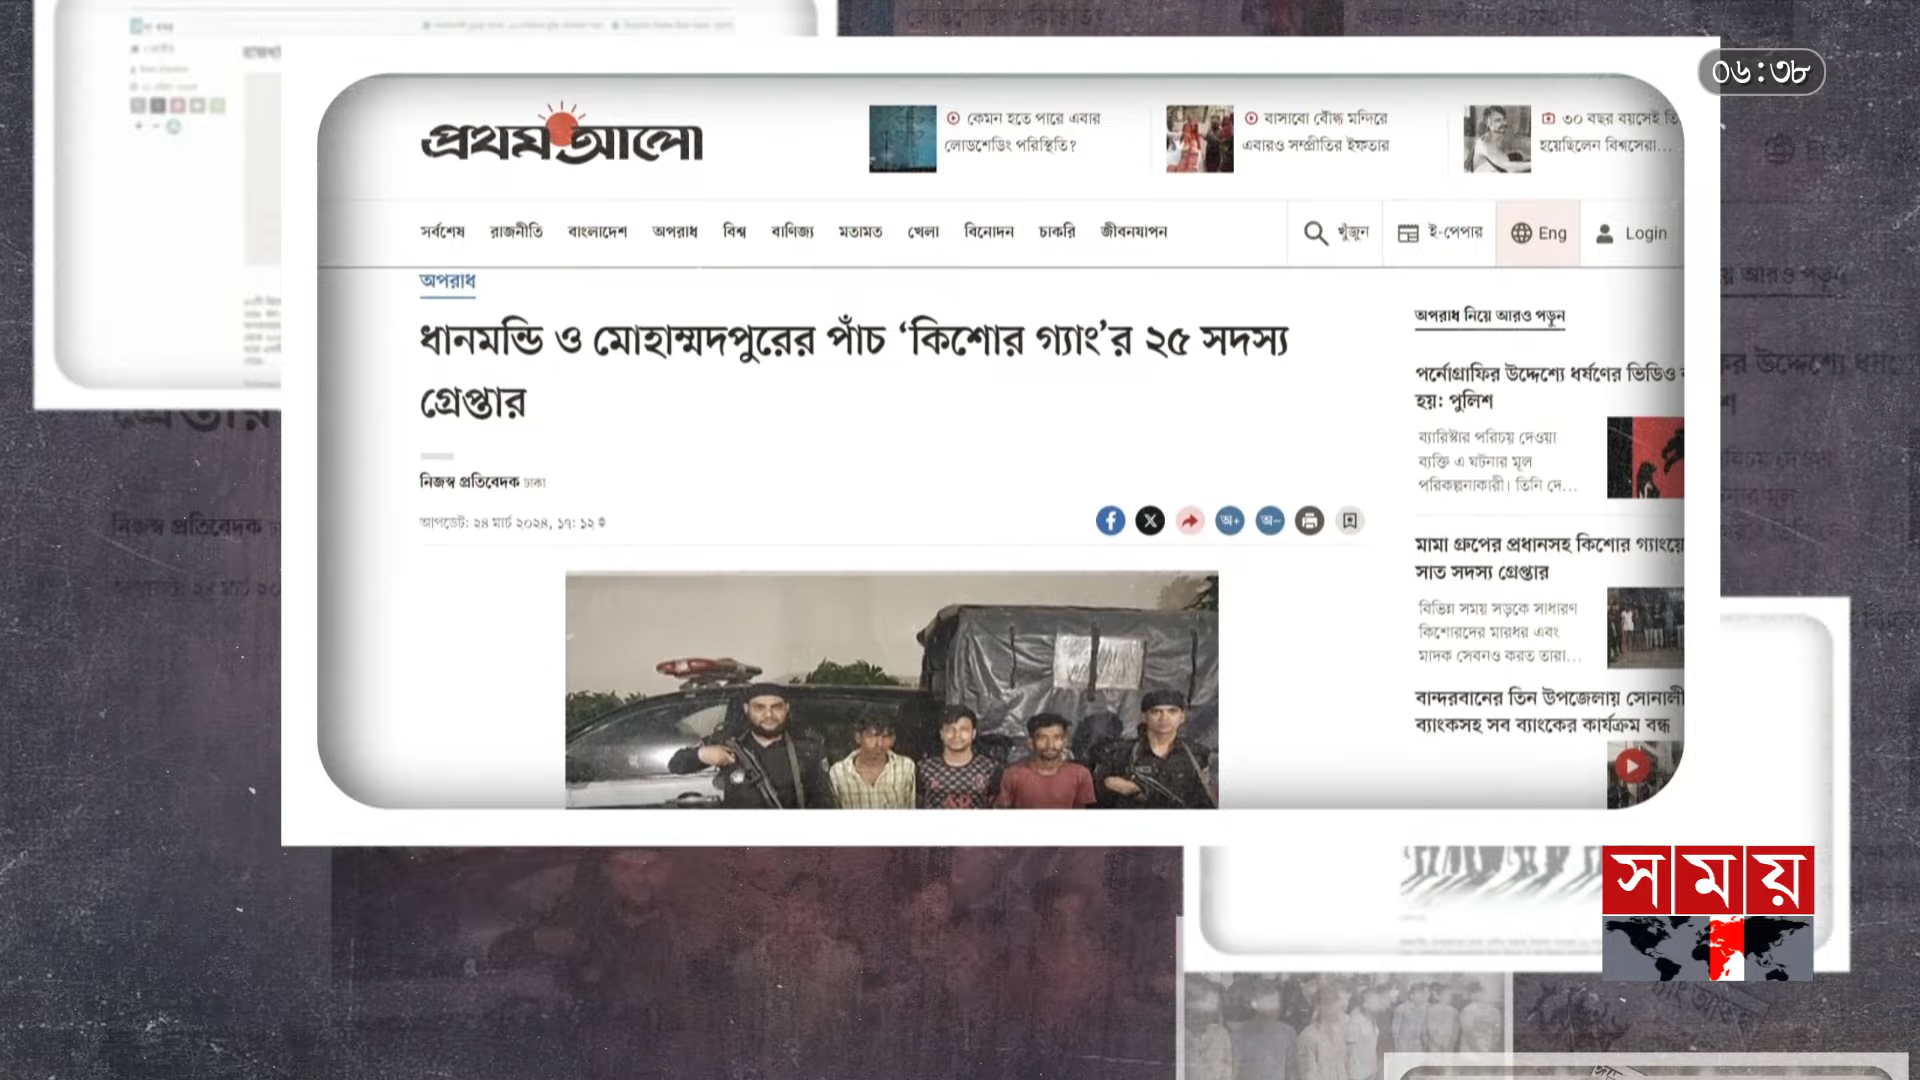 ০৬:৩৮
প্রথম আলো
কেমন হতে পারে এবার
লোডশেডিং পরিস্থিতি?
বাসাবো বৌদ্ধ মন্দিরে
এবারও সম্প্রীতির ইফতার
৩০ বছর বয়সেই
হয়েছিলেন বিশ্বসেরা...
সর্বশেষ রাজনীতি বাংলাদেশ অপরাধ বিশ্ব বাণিজ্য মতামত খেলা বিনোদন চাকরি জীবনযাপন
খুঁজুন ই-পেপার Eng Login
অপরাধ
ধানমন্ডি ও মোহাম্মদপুরের পাঁচ ‘কিশোর গ্যাং’র ২৫ সদস্য
গ্রেপ্তার
নিজস্ব প্রতিবেদক ঢাকা
আপডেট: ২৪ মার্চ ২০২৪, ১৭: ১২
অ+ অ−
অপরাধ নিয়ে আরও পড়ুন
পর্নোগ্রাফির উদ্দেশ্যে ধর্ষণের ভিডিও
হয়: পুলিশ
ব্যারিস্টার পরিচয় দেওয়া
ব্যক্তি এ ঘটনার মূল
পরিকল্পনাকারী। তিনি দে...
মামা গ্রুপের প্রধানসহ কিশোর গ্যাংয়ে
সাত সদস্য গ্রেপ্তার
বিভিন্ন সময় সড়কে সাধারণ
কিশোরদের মারধর এবং
মাদক সেবনও করত তারা...
বান্দরবানের তিন উপজেলায় সোনালী
ব্যাংকসহ সব ব্যাংকের কার্যক্রম বন্ধ
সময়